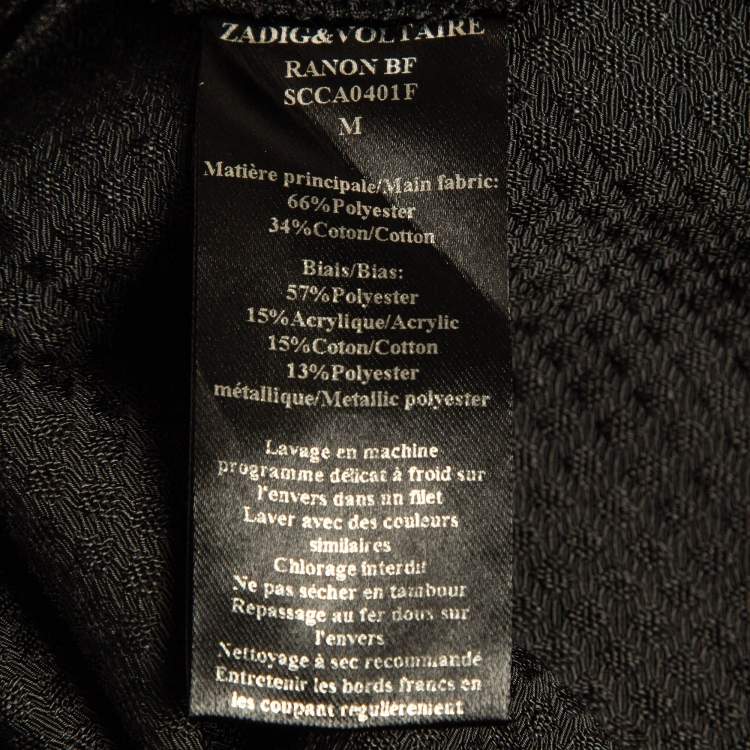 ZADIG&VOLTAIRE
RANON BF
SCCA0401F
M
Matière principale/Main fabric:
66%Polyester
34%Coton/Cotton
Biais/Bias:
57%Polyester
15%Acrylique/Acrylic
15%Coton/Cotton
13%Polyester
métallique/Metallic polyester
Lavage en machine
programme délicat à froid sur
l'envers dans un filet
Laver avec des couleurs
similaires
Chlorage interdit
Ne pas sécher en tambour
Repassage au fer doux sur
l'envers
Nettoyage à sec recommandé
Entretenir les bords francs en
les coupant regulièrement